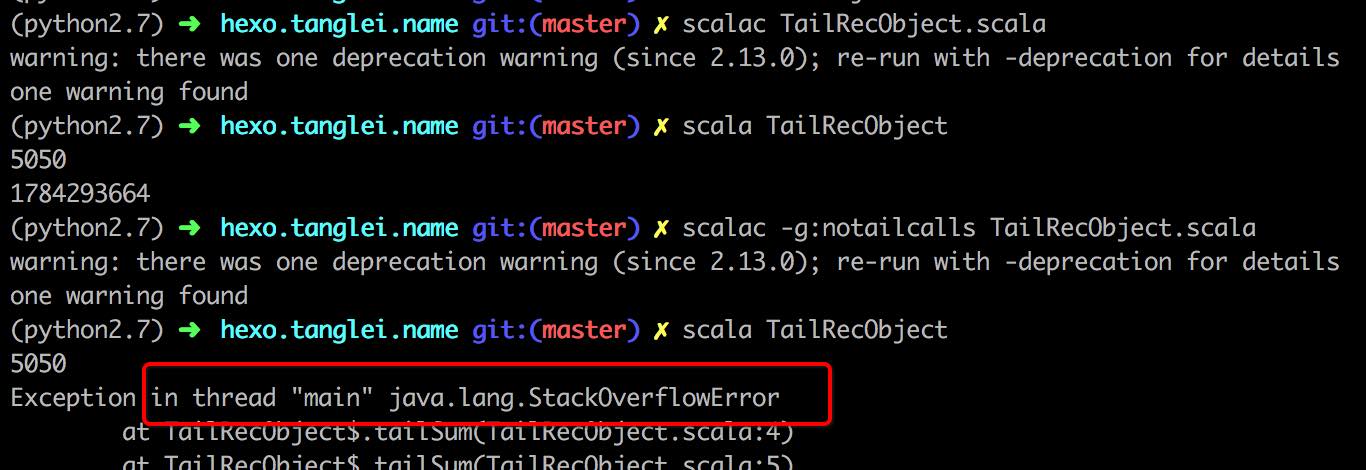 (python2.7) ➜ hexo.tanglei.name git:(master) ✗ scalac TailRecObject.scala
warning: there was one deprecation warning (since 2.13.0); re-run with -deprecation for details
one warning found
(python2.7) ➜ hexo.tanglei.name git:(master) ✗ scala TailRecObject
5050
1784293664
(python2.7) ➜ hexo.tanglei.name git:(master) ✗ scalac -g:notailcalls TailRecObject.scala
warning: there was one deprecation warning (since 2.13.0); re-run with -deprecation for details
one warning found
(python2.7) ➜ hexo.tanglei.name git:(master) ✗ scala TailRecObject
5050
Exception in thread "main" java.lang.StackOverflowError
at TailRecObject$.tailSum(TailRecObject.scala:4)
at TailRecObject$.tailSum(TailRecObject.scala:5)